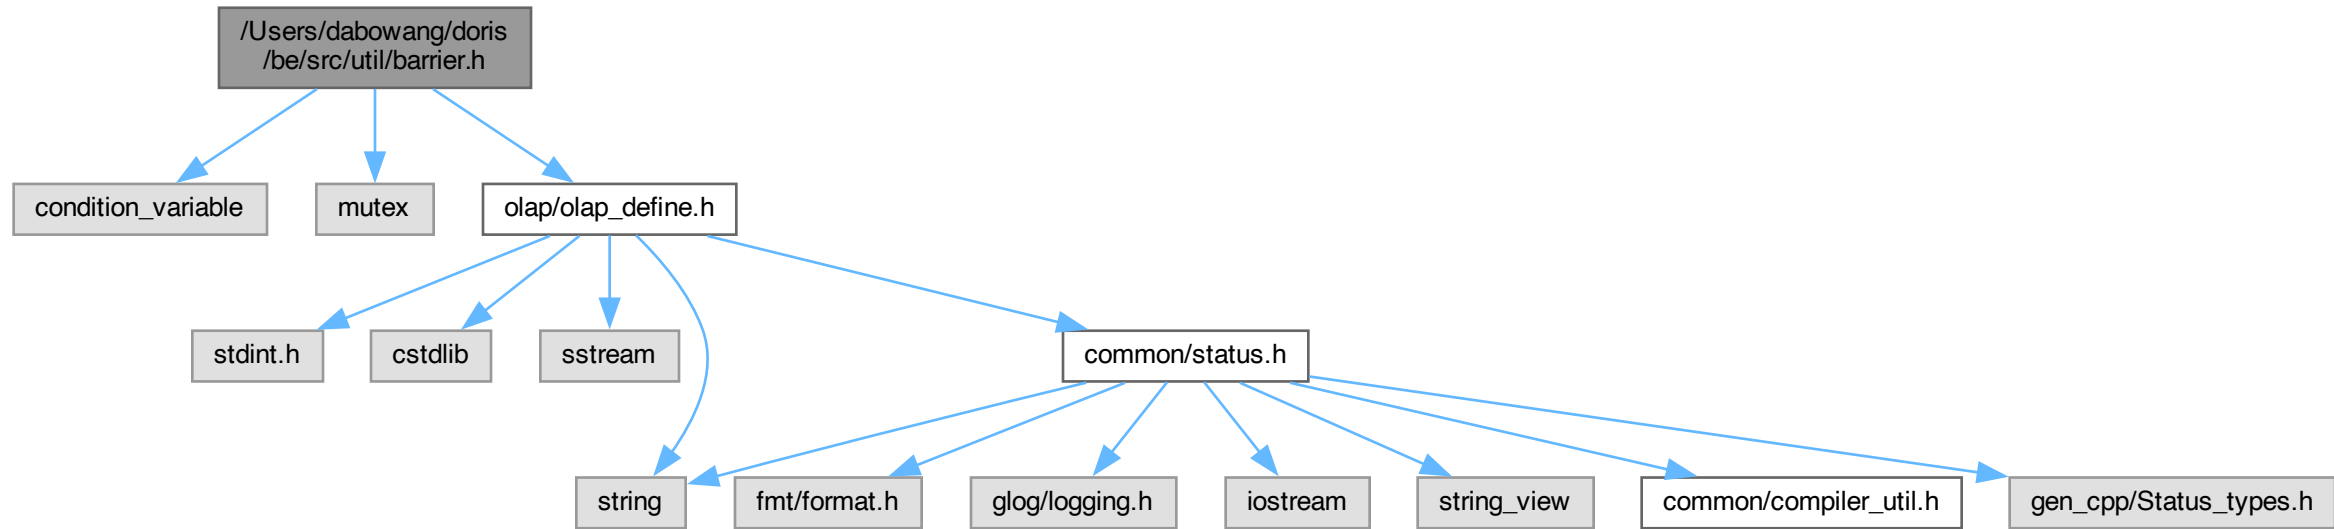 /Users/dabowang/doris
/be/src/util/barrier.h
condition_variable
mutex
olap/olap_define.h
stdint.h
cstdlib
sstream
common/status.h
string
fmt/format.h
glog/logging.h
iostream
string_view
common/compiler_util.h
gen_cpp/Status_types.h